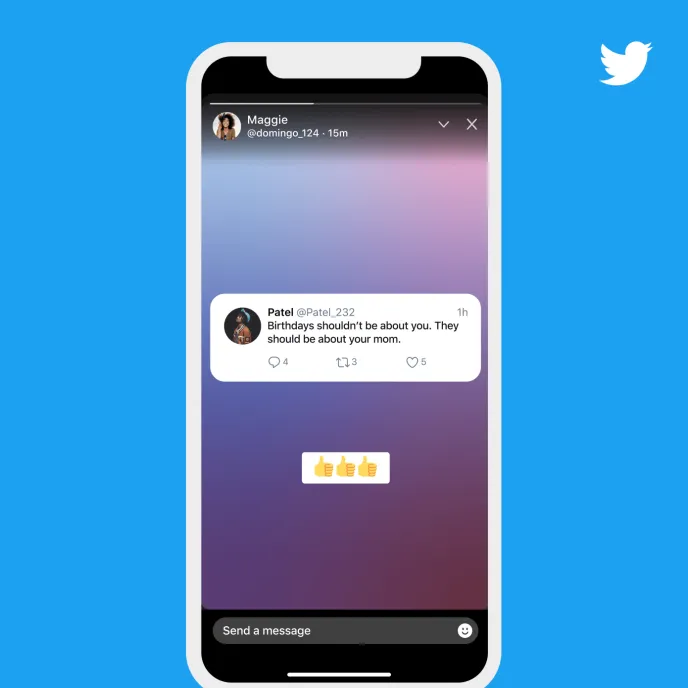 Maggie
@domingo_124 · 15m
Patel @Patel_232 1h
Birthdays shouldn't be about you. They
should be about your mom.
4 3 5
👍👍👍
Send a message